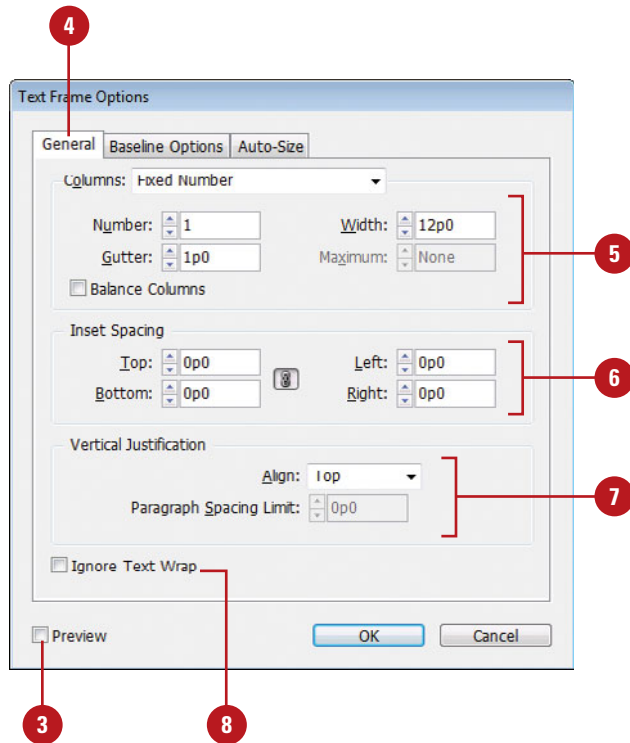 4
Text Frame Options
General Baseline Options Auto-Size
Columns: Fixed Number
Number: 1 Width: 12p0
Gutter: 1p0 Maximum: None
5
Balance Columns
Inset Spacing
Top: 0p0 Left: 0p0
6
Bottom: 0p0 Right: 0p0
Vertical Justification
Align: Top
7
Paragraph Spacing Limit: 0p0
Ignore Text Wrap
Preview OK Cancel
3 8